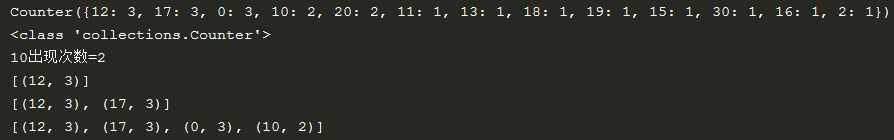 Counter({12: 3, 17: 3, 0: 3, 10: 2, 20: 2, 11: 1, 13: 1, 18: 1, 19: 1, 15: 1, 30: 1, 16: 1, 2: 1})
<class 'collections.Counter'>
10出现次数=2
[(12, 3)]
[(12, 3), (17, 3)]
[(12, 3), (17, 3), (0, 3), (10, 2)]